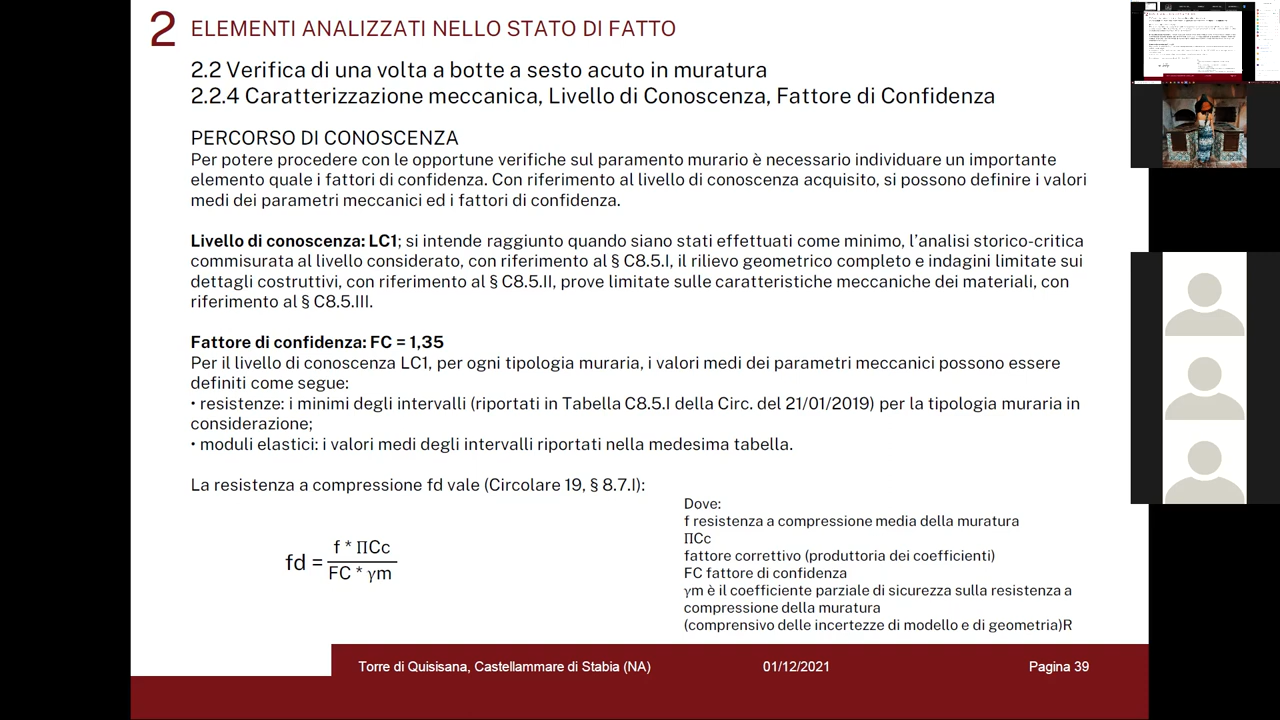 2 ELEMENTI ANALIZZATI NELLO STATO DI FATTO
2.2 Verifica di una volta e di un maschio murario in muratura
2.2.4 Caratterizzazione meccanica, Livello di Conoscenza, Fattore di Confidenza
PERCORSO DI CONOSCENZA
Per potere procedere con le opportune verifiche sul paramento murario è necessario individuare un importante
elemento quale i fattori di confidenza. Con riferimento al livello di conoscenza acquisito, si possono definire i valori
medi dei parametri meccanici ed i fattori di confidenza.
Livello di conoscenza: LC1; si intende raggiunto quando siano stati effettuati come minimo, l'analisi storico-critica
commisurata al livello considerato, con riferimento al § C8.5.I, il rilievo geometrico completo e indagini limitate sui
dettagli costruttivi, con riferimento al § C8.5.II, prove limitate sulle caratteristiche meccaniche dei materiali, con
riferimento al § C8.5.III.
Fattore di confidenza: FC = 1,35
Per il livello di conoscenza LC1, per ogni tipologia muraria, i valori medi dei parametri meccanici possono essere
definiti come segue:
• resistenze: i minimi degli intervalli (riportati in Tabella C8.5.I della Circ. del 21/01/2019) per la tipologia muraria in
considerazione;
• moduli elastici: i valori medi degli intervalli riportati nella medesima tabella.
La resistenza a compressione fd vale (Circolare 19, § 8.7.I):
fd = f * ΠCc
FC * γm
Dove:
f resistenza a compressione media della muratura
ΠCc
fattore correttivo (produttoria dei coefficienti)
FC fattore di confidenza
γm è il coefficiente parziale di sicurezza sulla resistenza a
compressione della muratura
(comprensivo delle incertezze di modello e di geometria)R
Torre di Quisisana, Castellammare di Stabia (NA) 01/12/2021 Pagina 39